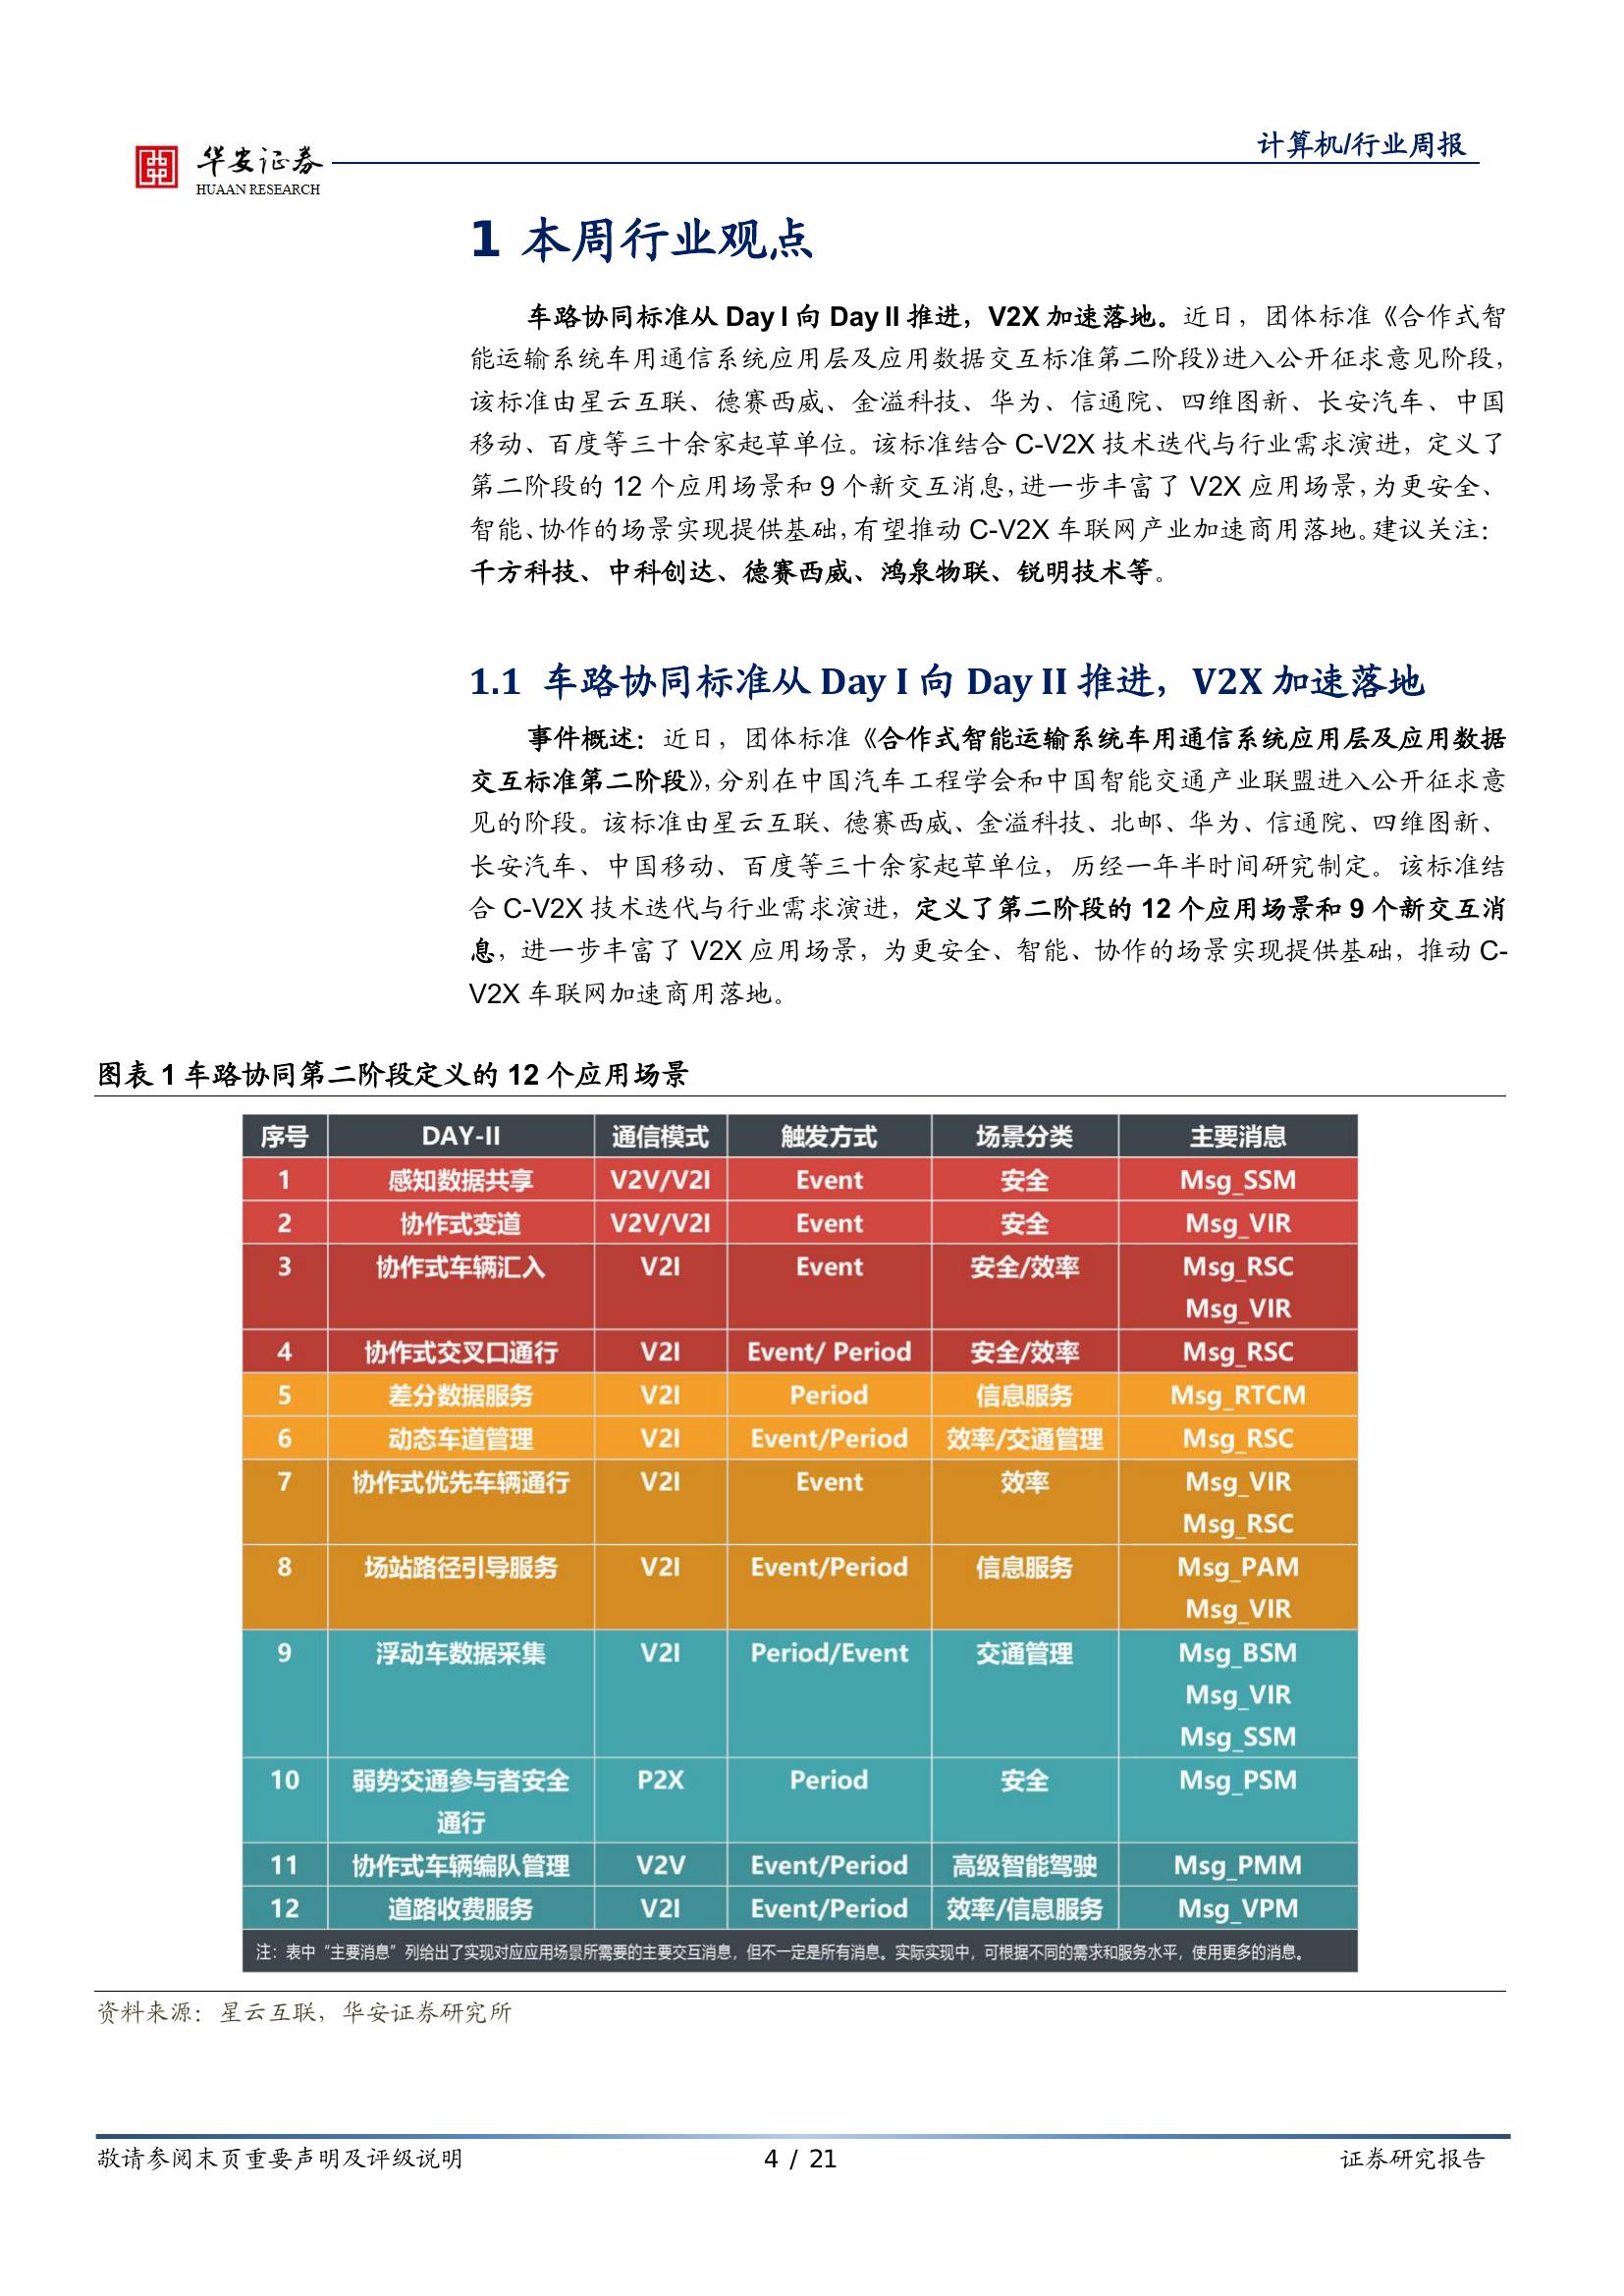 华安证券
HUAAN RESEARCH
计算机/行业周报
1 本周行业观点
车路协同标准从 Day I 向 Day II 推进，V2X 加速落地。近日，团体标准《合作式智
能运输系统车用通信系统应用层及应用数据交互标准第二阶段》进入公开征求意见阶段，
该标准由星云互联、德赛西威、金溢科技、华为、信通院、四维图新、长安汽车、中国
移动、百度等三十余家起草单位。该标准结合 C-V2X 技术迭代与行业需求演进，定义了
第二阶段的 12 个应用场景和 9 个新交互消息，进一步丰富了 V2X 应用场景，为更安全、
智能、协作的场景实现提供基础，有望推动 C-V2X 车联网产业加速商用落地。建议关注：
千方科技、中科创达、德赛西威、鸿泉物联、锐明技术等。
1.1 车路协同标准从 Day I 向 Day II 推进，V2X 加速落地
事件概述：近日，团体标准《合作式智能运输系统车用通信系统应用层及应用数据
交互标准第二阶段》，分别在中国汽车工程学会和中国智能交通产业联盟进入公开征求意
见的阶段。该标准由星云互联、德赛西威、金溢科技、北邮、华为、信通院、四维图新、
长安汽车、中国移动、百度等三十余家起草单位，历经一年半时间研究制定。该标准结
合 C-V2X 技术迭代与行业需求演进，定义了第二阶段的 12 个应用场景和 9 个新交互消
息，进一步丰富了 V2X 应用场景，为更安全、智能、协作的场景实现提供基础，推动 C-
V2X 车联网加速商用落地。
图表 1 车路协同第二阶段定义的 12 个应用场景
序号 DAY-II 通信模式 触发方式 场景分类 主要消息
1 感知数据共享 V2V/V2I Event 安全 Msg_SSM
2 协作式变道 V2V/V2I Event 安全 Msg_VIR
3 协作式车辆汇入 V2I Event 安全/效率 Msg_RSC
Msg_VIR
4 协作式交叉口通行 V2I Event/ Period 安全/效率 Msg_RSC
5 差分数据服务 V2I Period 信息服务 Msg_RTCM
6 动态车道管理 V2I Event/Period 效率/交通管理 Msg_RSC
7 协作式优先车辆通行 V2I Event 效率 Msg_VIR
Msg_RSC
8 场站路径引导服务 V2I Event/Period 信息服务 Msg_PAM
Msg_VIR
9 浮动车数据采集 V2I Period/Event 交通管理 Msg_BSM
Msg_VIR
Msg_SSM
10 弱势交通参与者安全 P2X Period 安全 Msg_PSM
通行
11 协作式车辆编队管理 V2V Event/Period 高级智能驾驶 Msg_PMM
12 道路收费服务 V2I Event/Period 效率/信息服务 Msg_VPM
注：表中“主要消息”列给出了实现对应应用场景所需要的主要交互消息，但不一定是所有消息。实际实现中，可根据不同的需求和服务水平，使用更多的消息。
资料来源：星云互联，华安证券研究所
敬请参阅末页重要声明及评级说明
4 / 21
证券研究报告